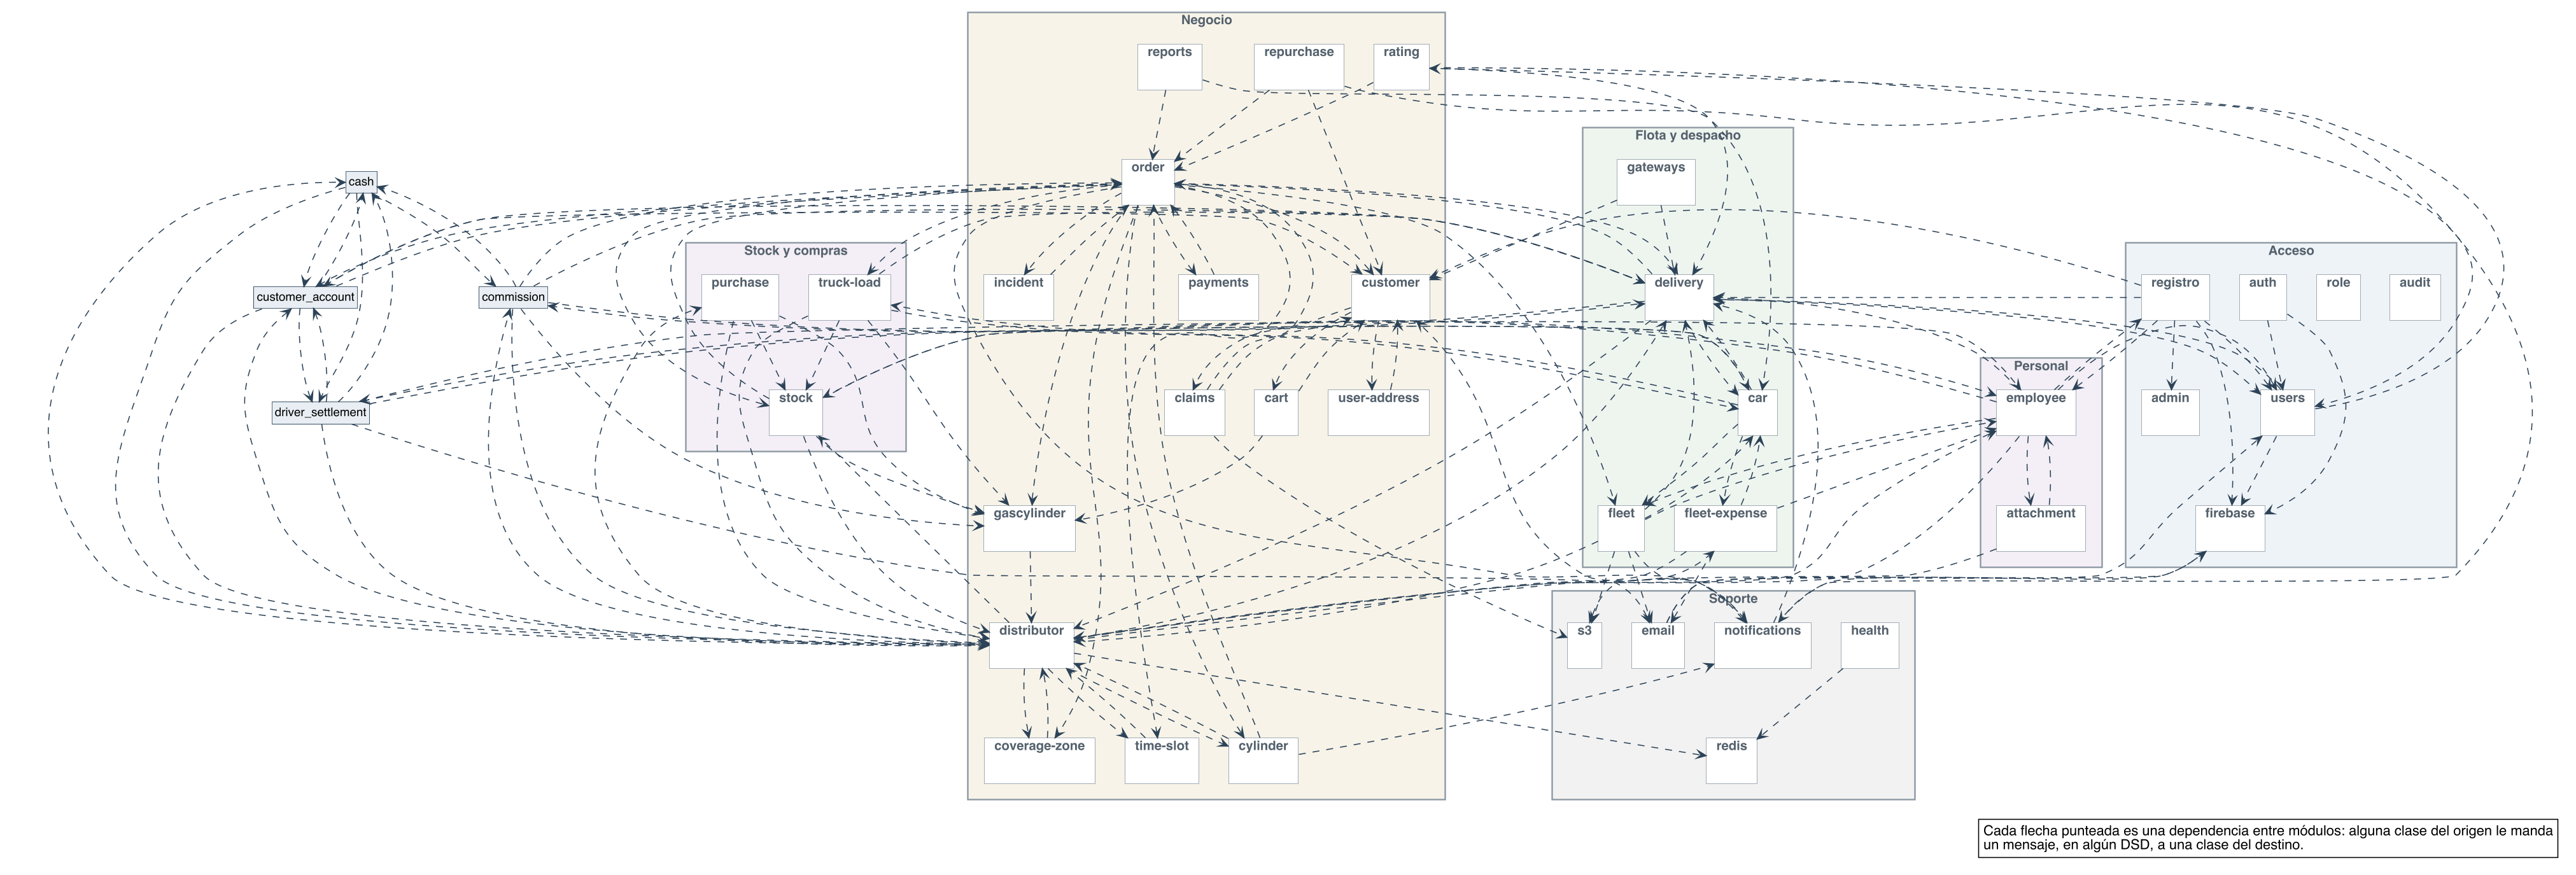 Negocio
reports
repurchase
rating
Flota y despacho
order
gateways
cash
Stock y compras
Acceso
customer_account
commission
purchase
truck-load
incident
payments
customer
delivery
registro
auth
role
audit
Personal
driver_settlement
stock
claims
cart
user-address
car
employee
admin
users
gascylinder
fleet
fleet-expense
attachment
firebase
Soporte
distributor
s3
email
notifications
health
coverage-zone
time-slot
cylinder
redis
Cada flecha punteada es una dependencia entre módulos: alguna clase del origen le manda
un mensaje, en algún DSD, a una clase del destino.